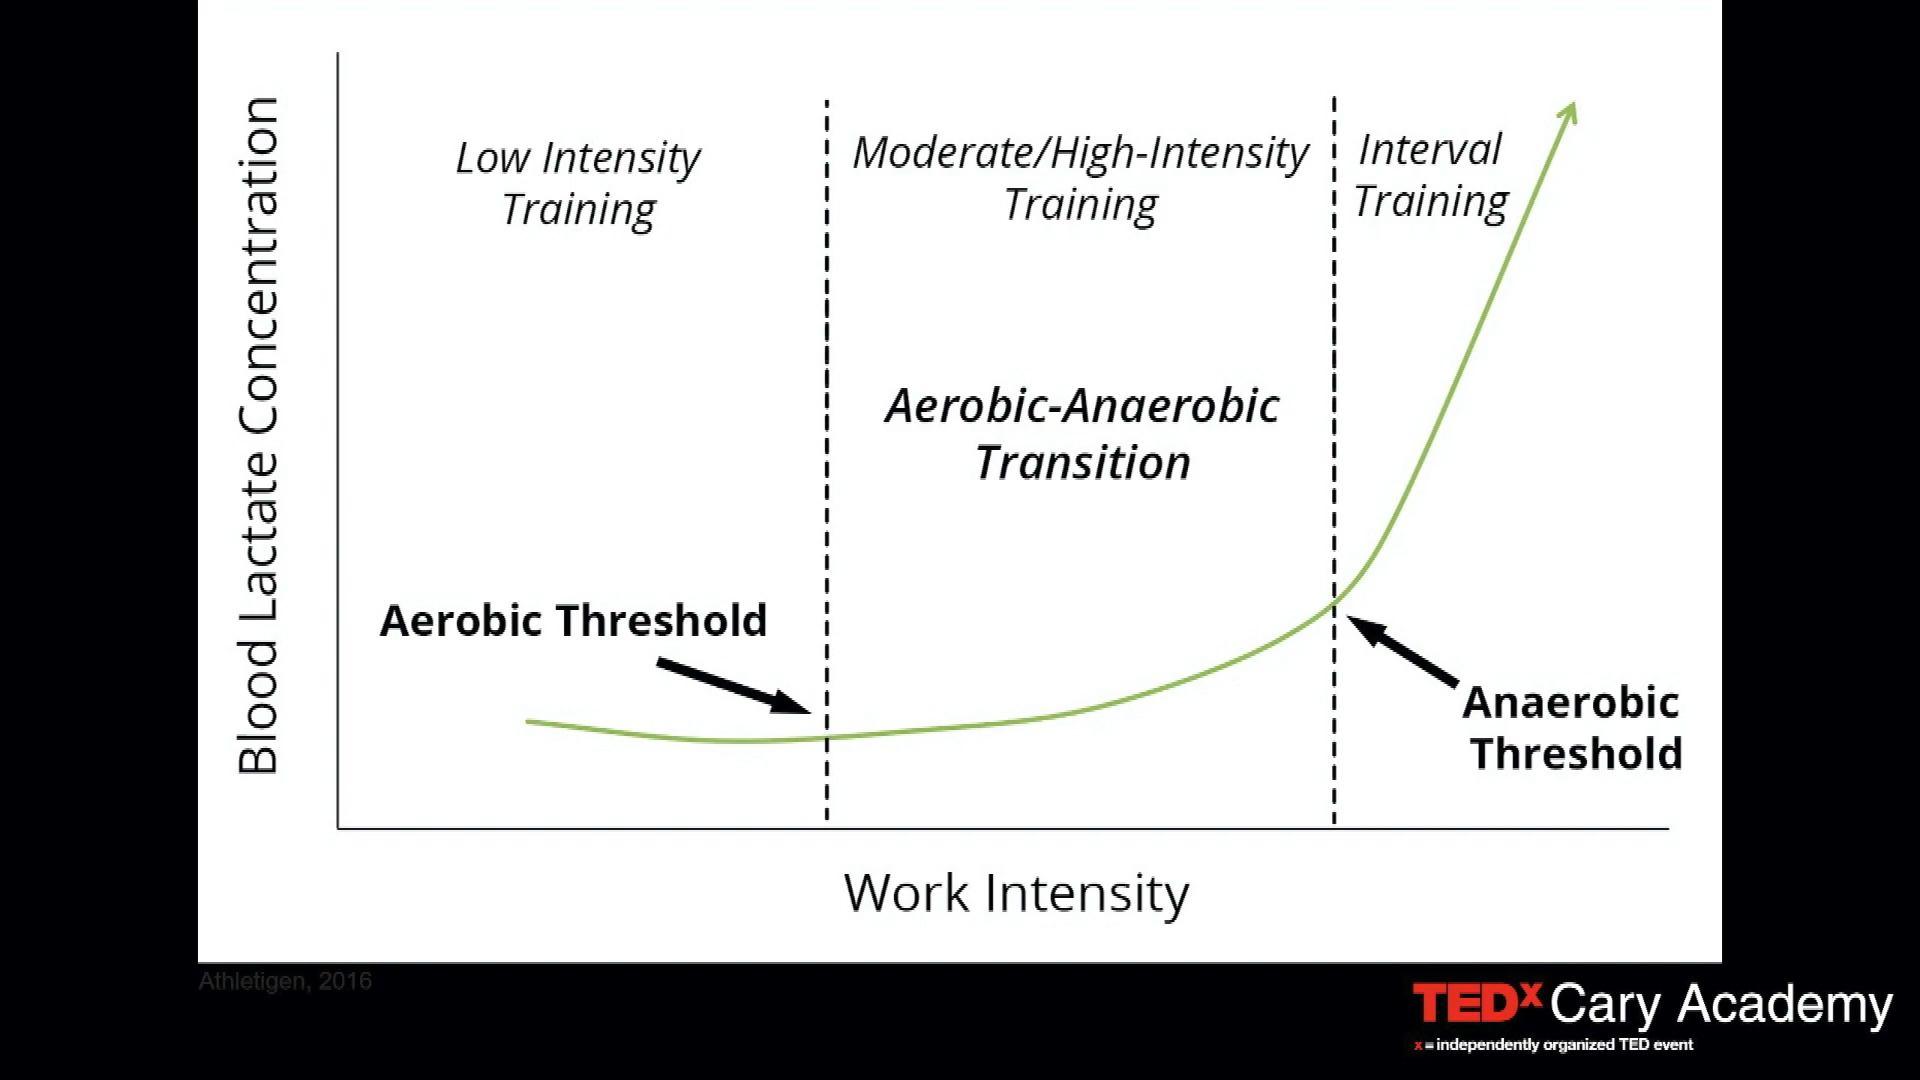 Low Intensity
Training
Moderate/High-Intensity
Training
Interval
Training
Blood Lactate Concentration
Aerobic-Anaerobic
Transition
Aerobic Threshold
Anaerobic
Threshold
Work Intensity
Athletigen, 2016
TEDx Cary Academy
x = independently organized TED event